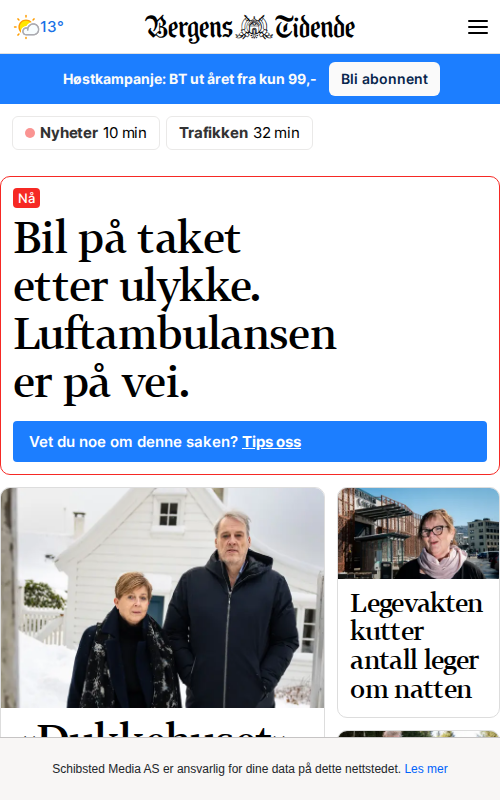 13°
Bergens Tidende
Høstkampanje: BT ut året fra kun 99,-
Bli abonnent
Nyheter 10 min
Trafikken 32 min
Nå
Bil på taket
etter ulykke.
Luftambulansen
er på vei.
Vet du noe om denne saken? Tips oss
Legevakten
kutter
antall leger
om natten
Schibsted Media AS er ansvarlig for dine data på dette nettstedet. Les mer